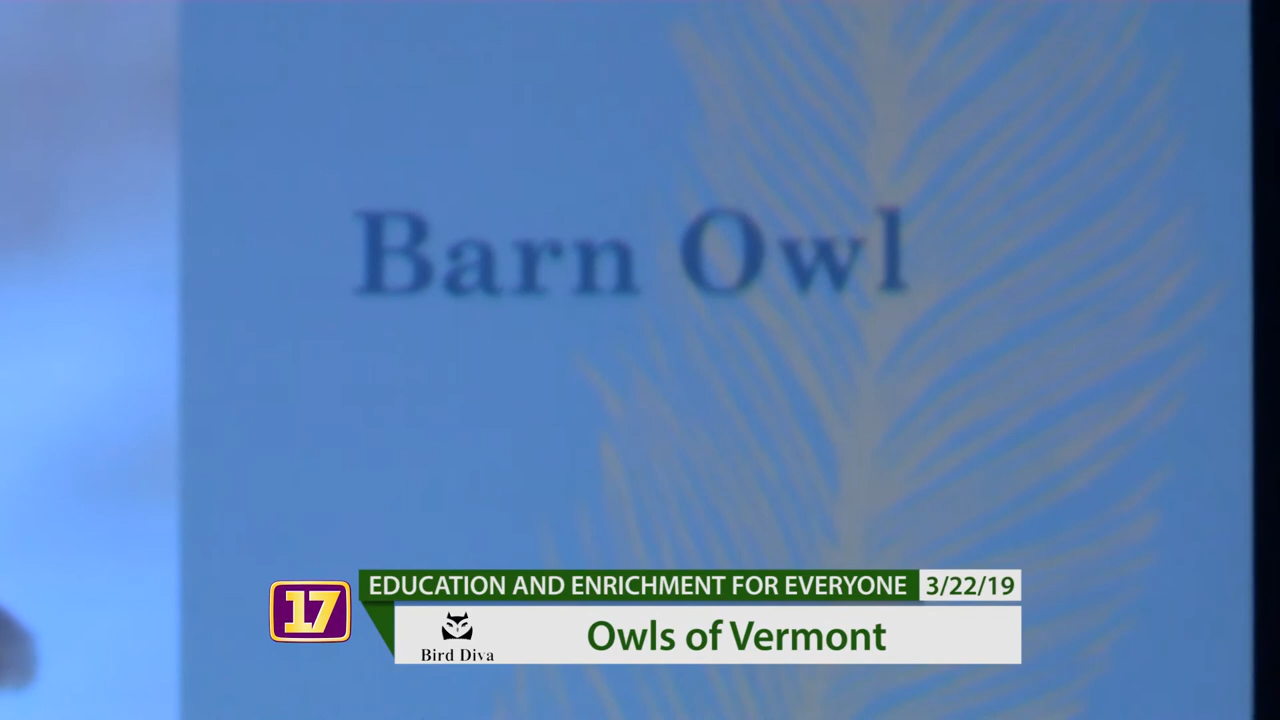 Barn Owl
EDUCATION AND ENRICHMENT FOR EVERYONE 3/22/19
17
Owls of Vermont
Bird Diva